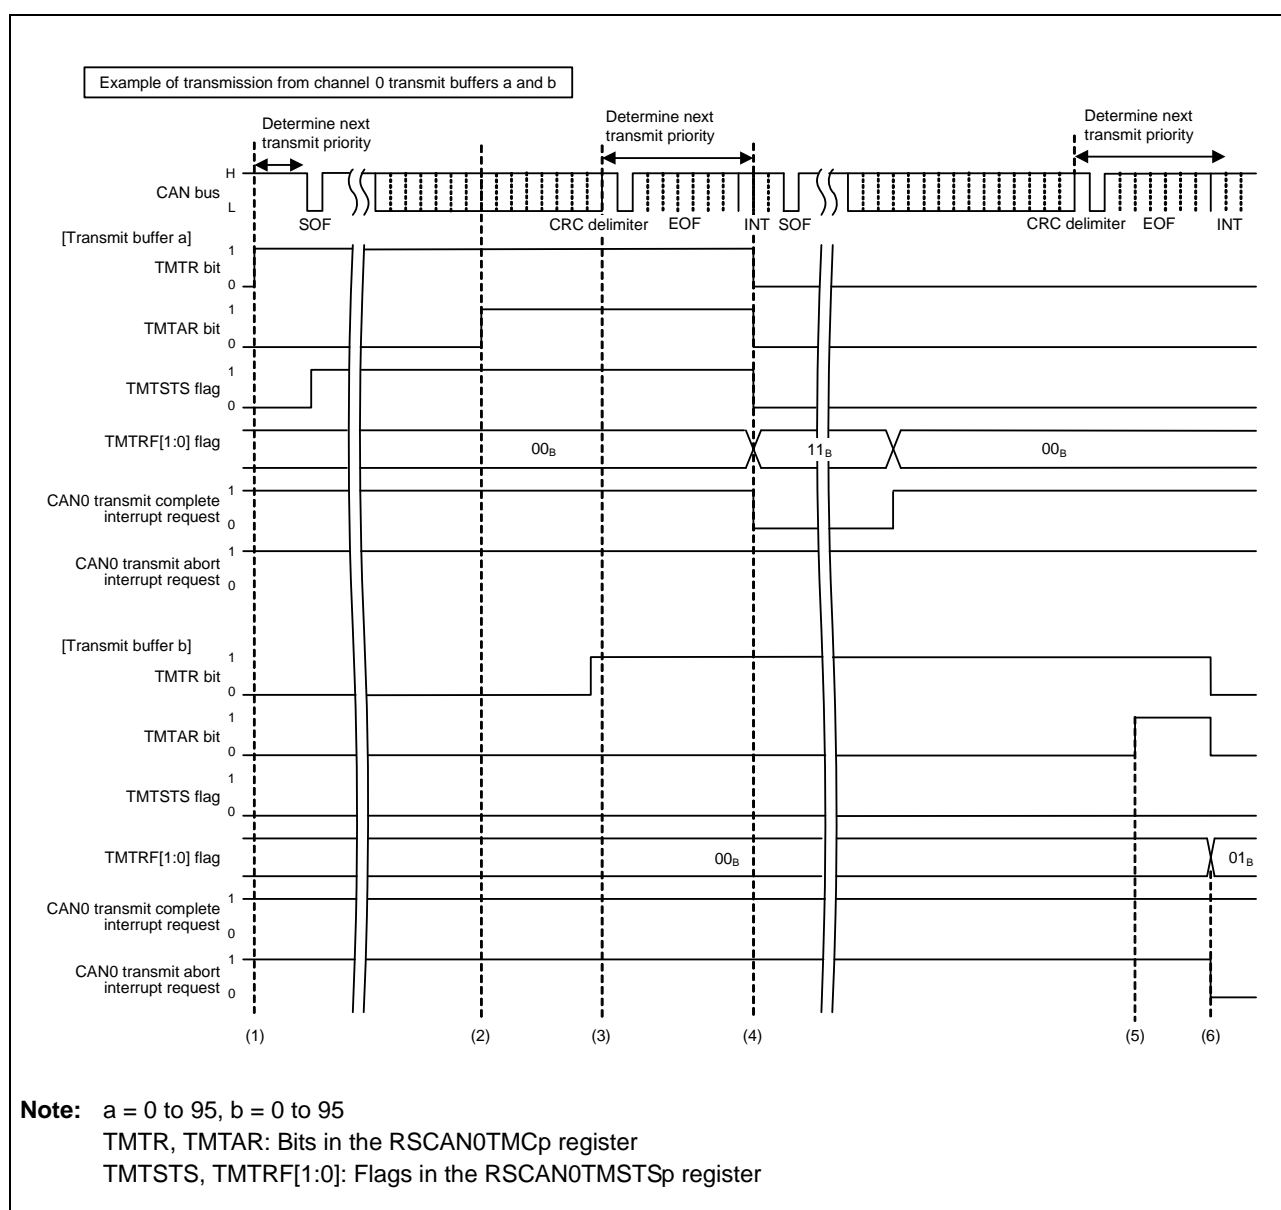 Example of transmission from channel 0 transmit buffers a and b
Determine next
transmit priority
Determine next
transmit priority
Determine next
transmit priority
H
CAN bus
L
SOF
CRC delimiter
EOF
INT
SOF
CRC delimiter
EOF
INT
[Transmit buffer a]
1
TMTR bit
0
1
TMTAR bit
0
1
TMTSTS flag
0
TMTRF[1:0] flag
00B
11B
00B
CAN0 transmit complete
interrupt request
1
0
CAN0 transmit abort
interrupt request
1
0
[Transmit buffer b]
1
TMTR bit
0
1
TMTAR bit
0
1
TMTSTS flag
0
TMTRF[1:0] flag
00B
01B
CAN0 transmit complete
interrupt request
1
0
CAN0 transmit abort
interrupt request
1
0
(1)
(2)
(3)
(4)
(5)
(6)
Note: a = 0 to 95, b = 0 to 95
TMTR, TMTAR: Bits in the RSCAN0TMCp register
TMTSTS, TMTRF[1:0]: Flags in the RSCAN0TMSTSp register